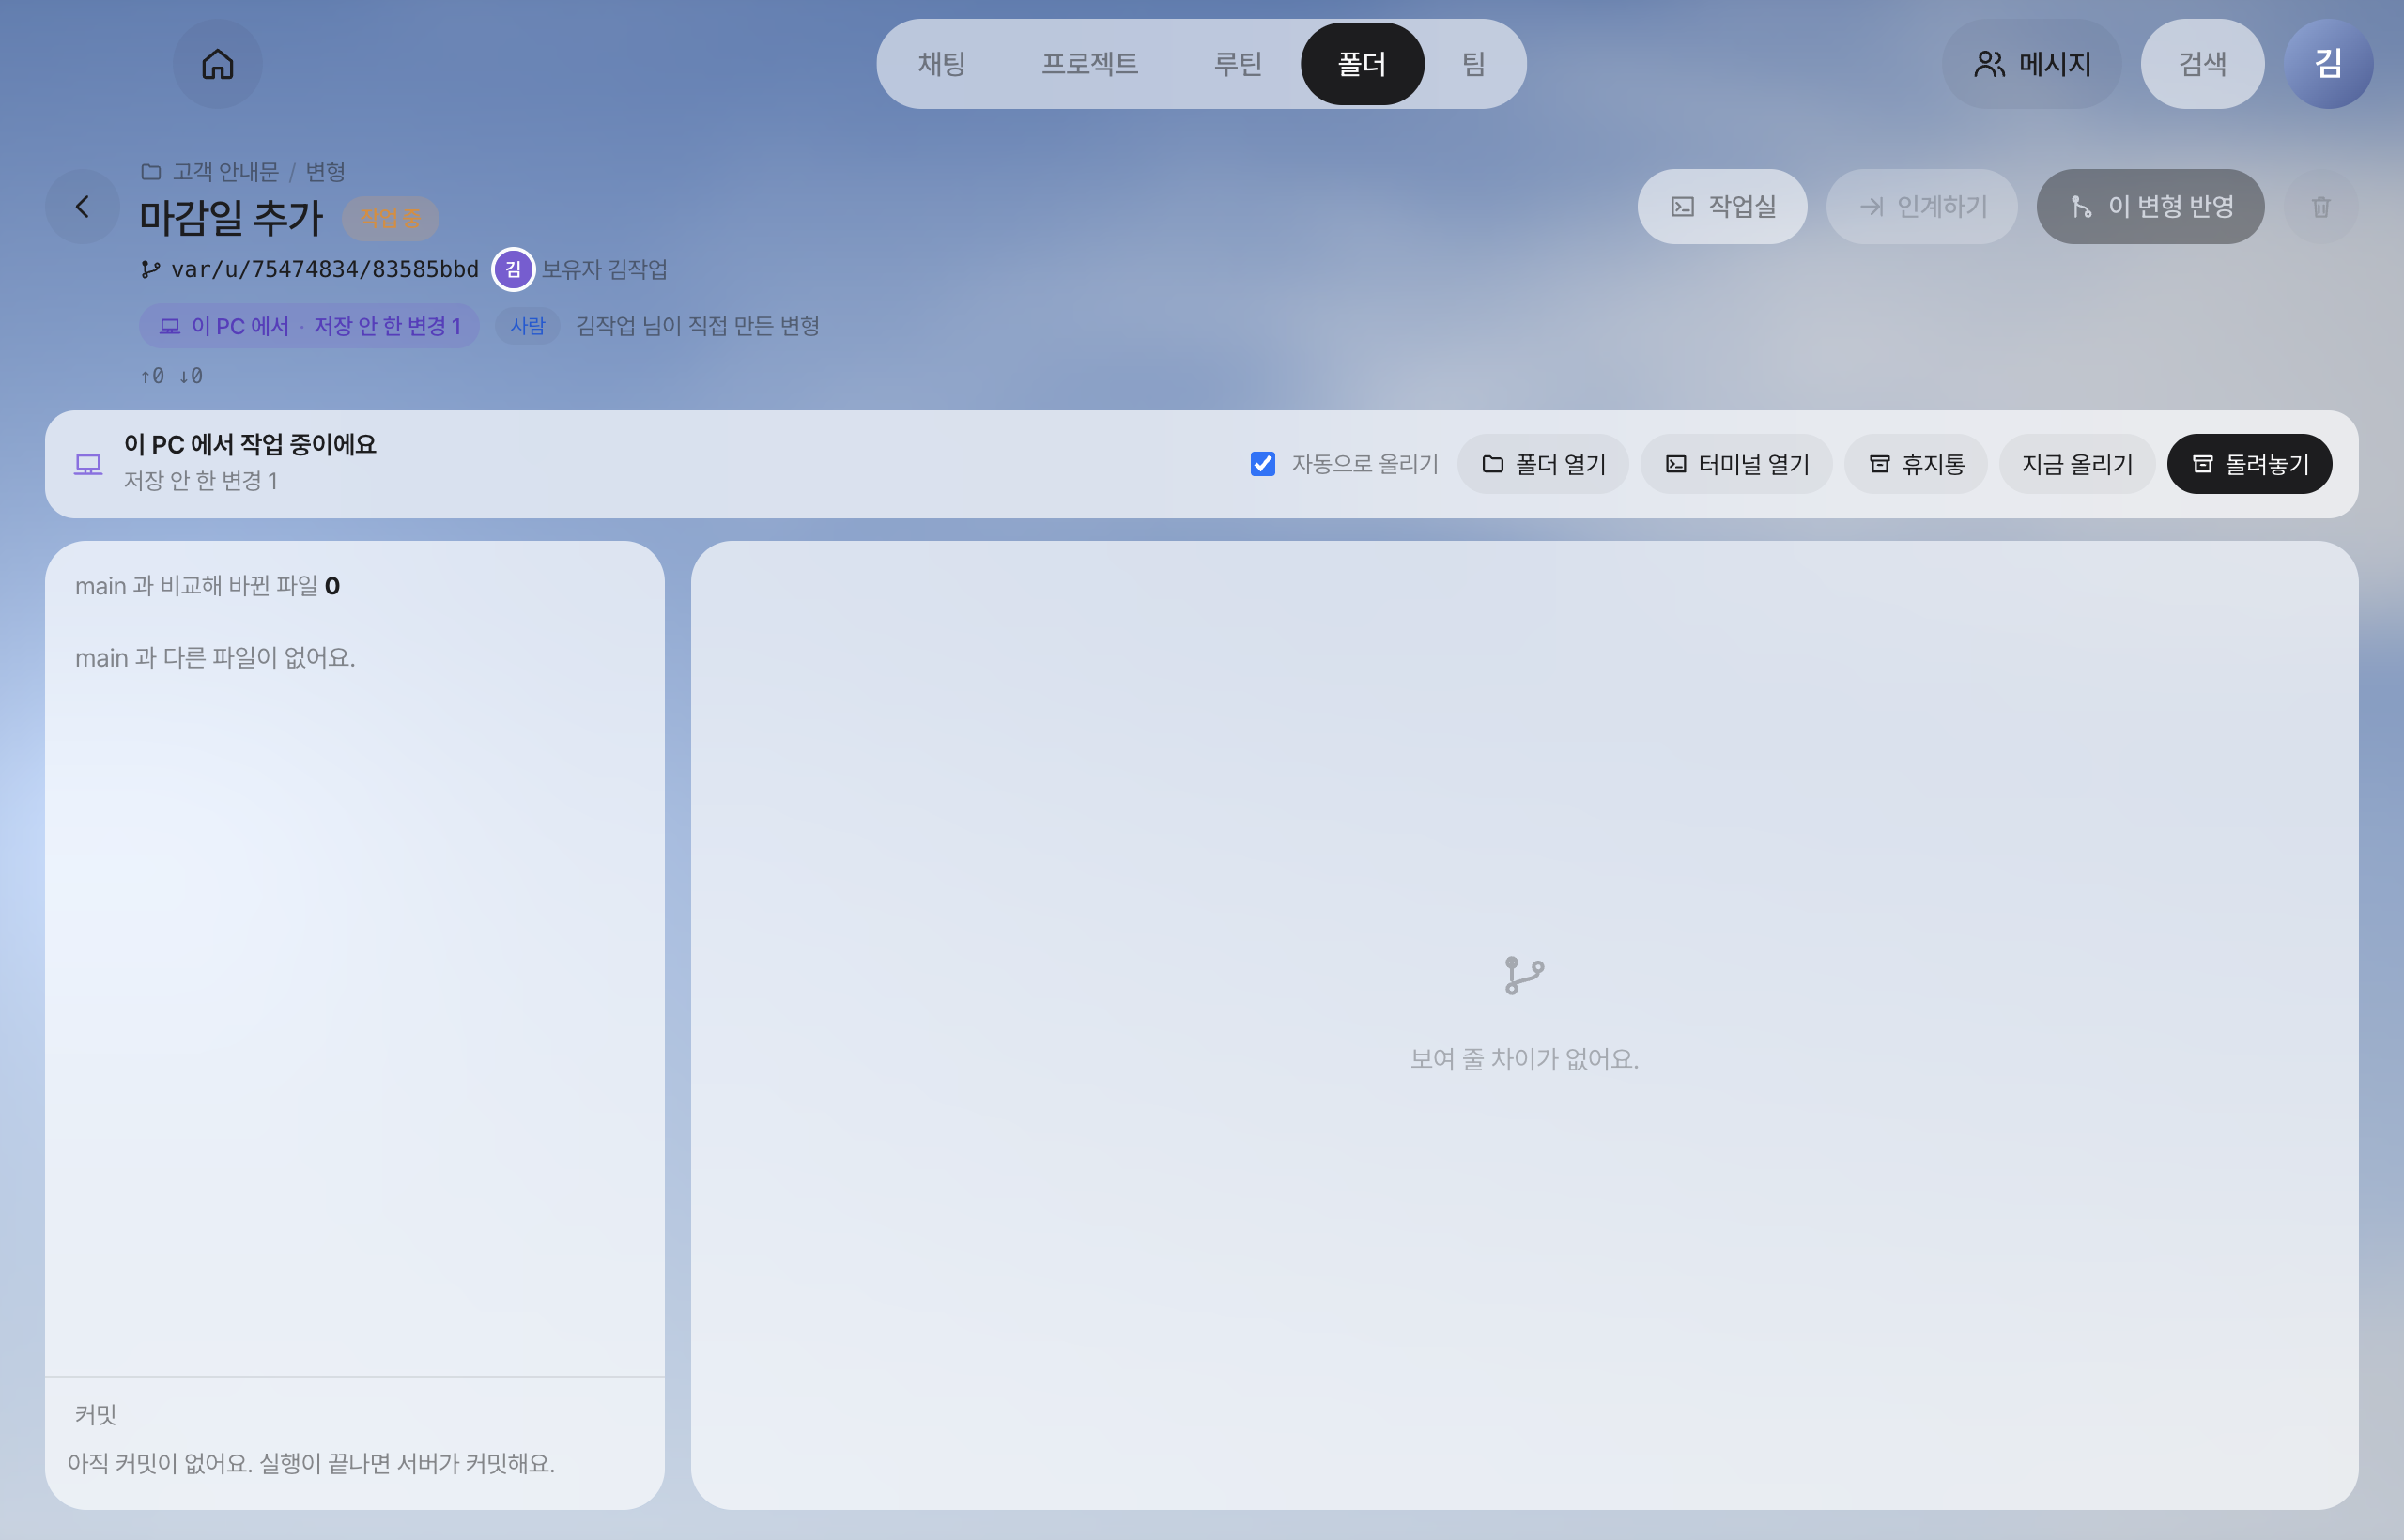 채팅 프로젝트 루틴 폴더 팀 메시지 검색 김
고객 안내문 / 변형
마감일 추가 작업 중
작업실 인계하기 이 변형 반영
var/u/75474834/83585bbd 김 보유자 김작업
이 PC 에서 · 저장 안 한 변경 1 사람 김작업 님이 직접 만든 변형
↑0 ↓0
이 PC 에서 작업 중이에요
저장 안 한 변경 1
자동으로 올리기 폴더 열기 터미널 열기 휴지통 지금 올리기 돌려놓기
main 과 비교해 바뀐 파일 0
main 과 다른 파일이 없어요.
보여 줄 차이가 없어요.
커밋
아직 커밋이 없어요. 실행이 끝나면 서버가 커밋해요.